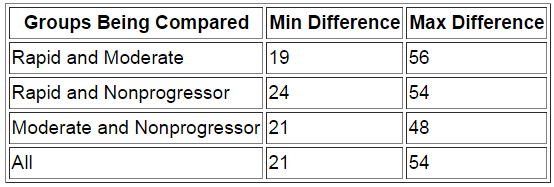 Groups Being Compared Min Difference Max Difference
Rapid and Moderate 19 56
Rapid and Nonprogressor 24 54
Moderate and Nonprogressor 21 48
All 21 54